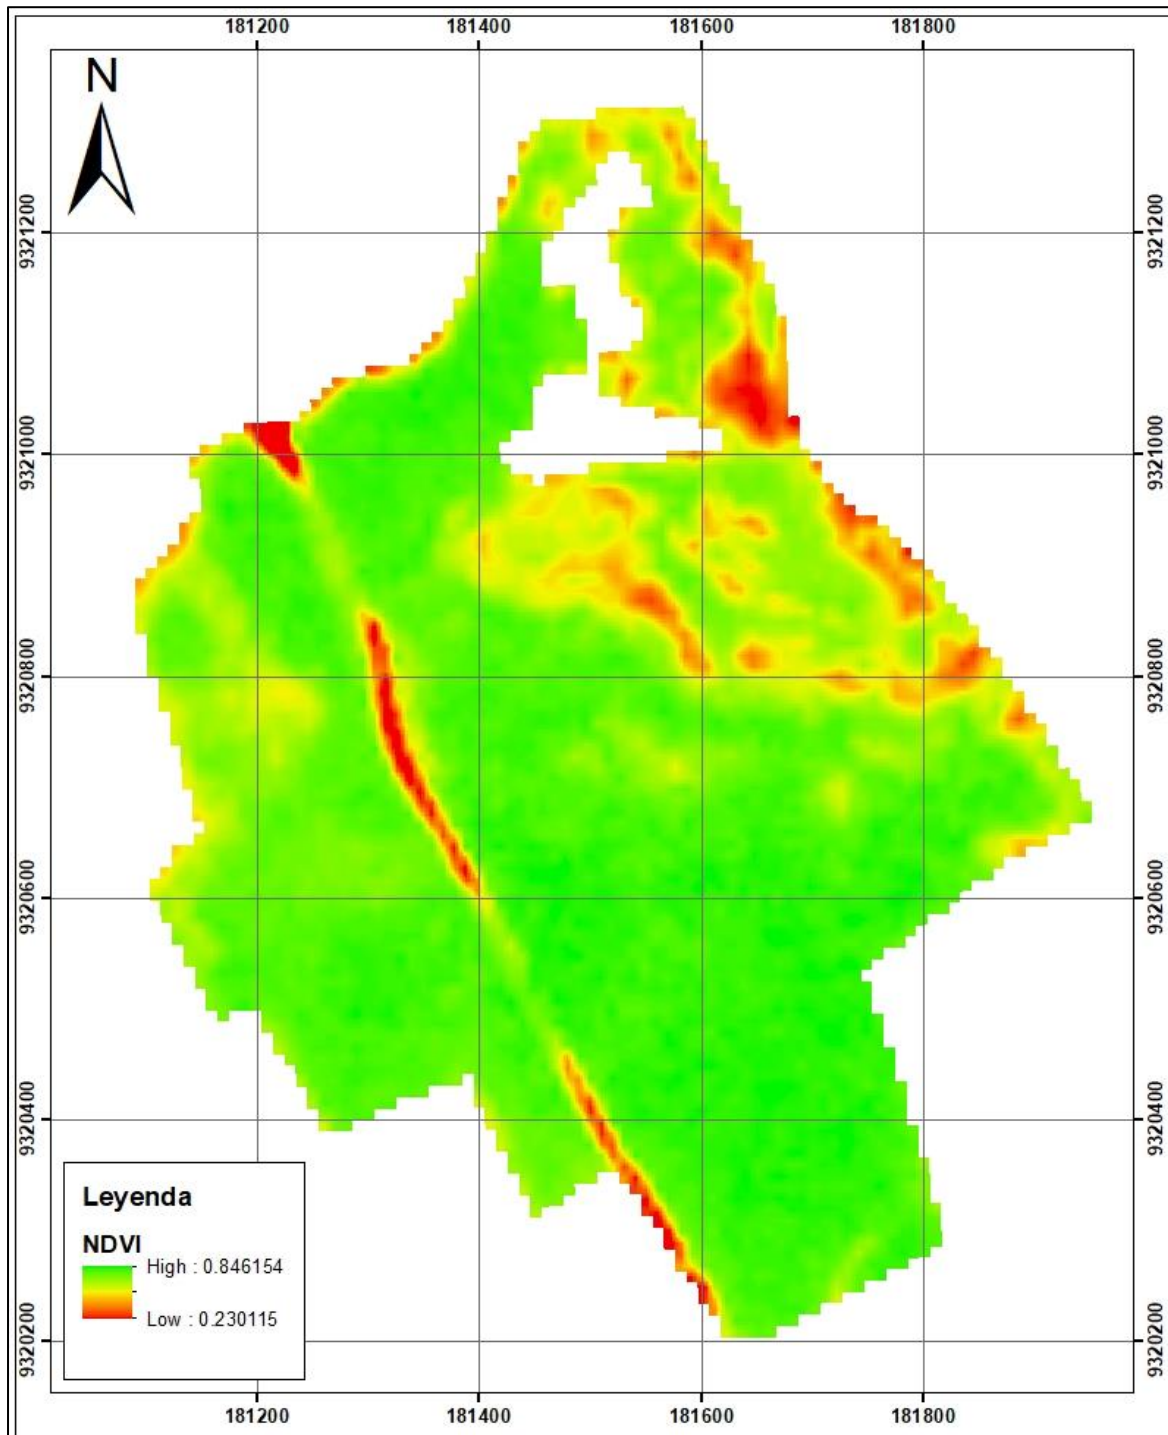 181200 181400 181600 181800
N
9321200 9321200
9321000 9321000
9320800 9320800
9320600 9320600
9320400 9320400
Leyenda
NDVI
High : 0.846154
Low : 0.230115
9320200 9320200
181200 181400 181600 181800